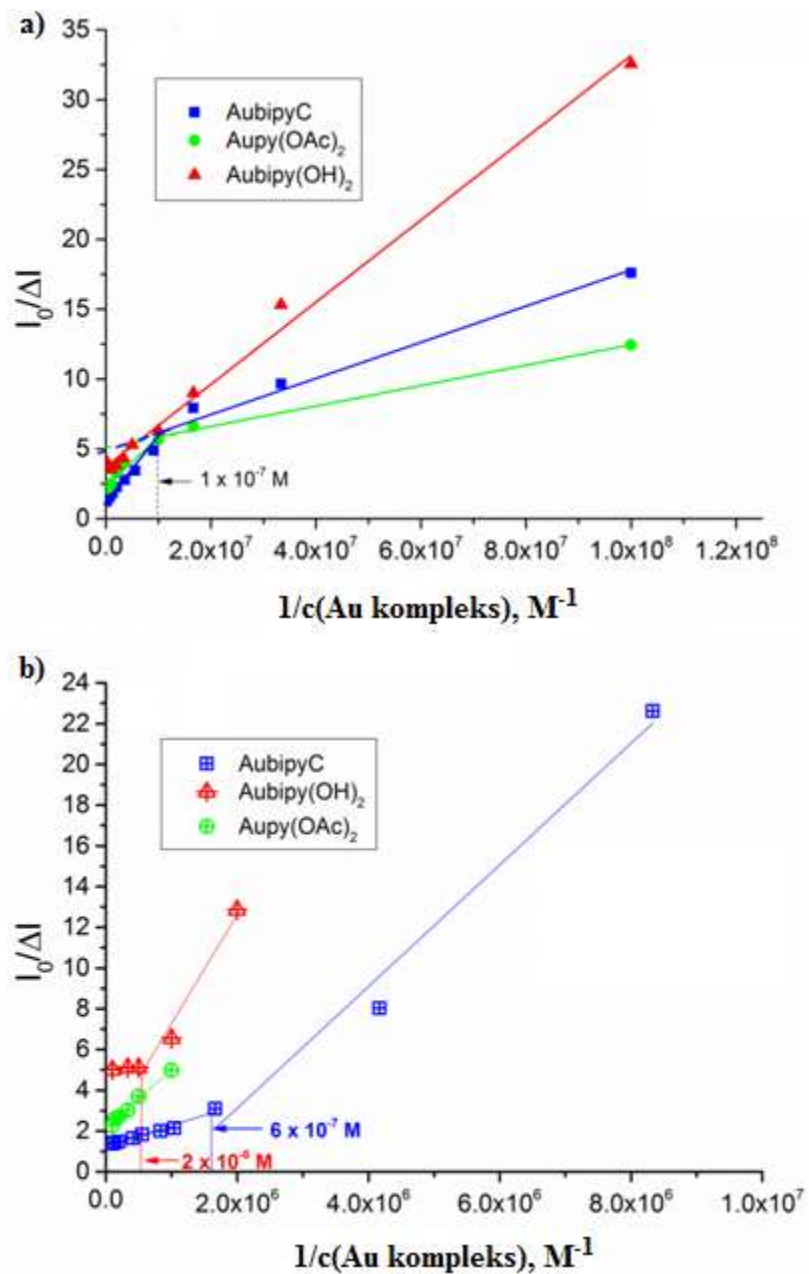 a)
35
30
25
20
15
10
5
0
AubipyC
Aupy(OAc)₂
Aubipy(OH)₂
I₀/ΔI
1 x 10⁻⁷ M
0.0 2.0x10⁷ 4.0x10⁷ 6.0x10⁷ 8.0x10⁷ 1.0x10⁸ 1.2x10⁸
1/c(Au kompleks), M⁻¹
b)
24
22
20
18
16
14
12
10
8
6
4
2
0
AubipyC
Aubipy(OH)₂
Aupy(OAc)₂
I₀/ΔI
6 x 10⁻⁷ M
2 x 10⁻⁶ M
0.0 2.0x10⁶ 4.0x10⁶ 6.0x10⁶ 8.0x10⁶ 1.0x10⁷
1/c(Au kompleks), M⁻¹